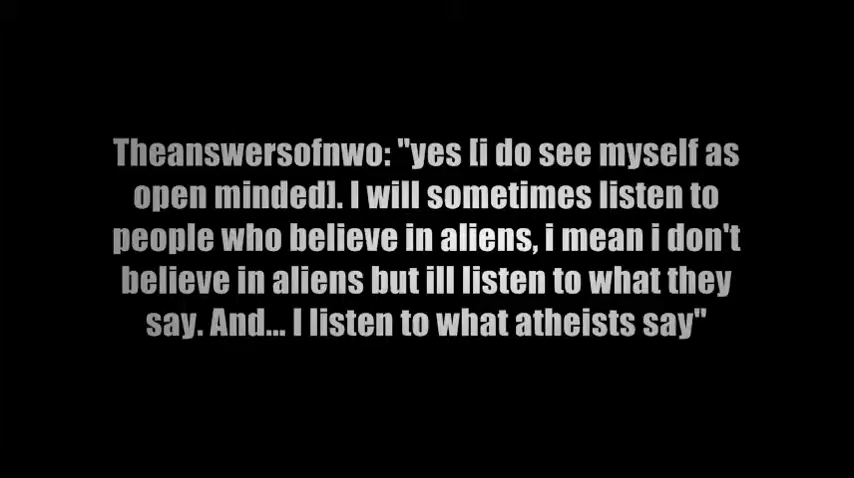 Theanswersofnwo: "yes [i do see myself as
open minded]. I will sometimes listen to
people who believe in aliens, i mean i don't
believe in aliens but ill listen to what they
say. And... I listen to what atheists say"